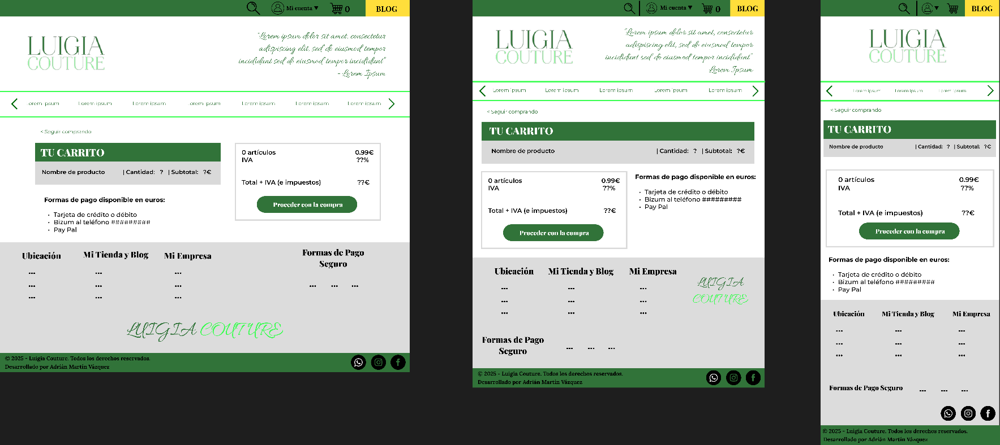 Mi cuenta ▼ 0 BLOG
LUIGIA
COUTURE
"Lorem ipsum dolor sit amet, consectetur
adipiscing elit, sed do eiusmod tempor
incididunt sed do eiusmod tempor incididunt"
- Lorem Ipsum
Lorem ipsum Lorem ipsum Lorem ipsum Lorem ipsum Lorem ipsum Lorem ipsum Lorem ipsum
< Seguir comprando
TU CARRITO
Nombre de producto | Cantidad: ? | Subtotal: ?€
0 artículos 0.99€
IVA ??%
Total + IVA (e impuestos) ??€
Proceder con la compra
Formas de pago disponible en euros:
• Tarjeta de crédito o débito
• Bizum al teléfono #########
• Pay Pal
Ubicación Mi Tienda y Blog Mi Empresa Formas de Pago
Seguro
... ... ...
... ... ... ... ... ...
... ... ...
LUIGIA COUTURE
© 2025 - Luigia Couture. Todos los derechos reservados.
Desarrollado por Adrián Martín Vázquez
Mi cuenta ▼ 0 BLOG
LUIGIA
COUTURE
"Lorem ipsum dolor sit amet, consectetur
adipiscing elit, sed do eiusmod tempor
incididunt sed do eiusmod tempor incididunt"
Lorem Ipsum
Lorem ipsum Lorem ipsum Lorem ipsum Lorem ipsum Lorem ipsum
< Seguir comprando
TU CARRITO
Nombre de producto | Cantidad: ? | Subtotal: ?€
0 artículos 0.99€
IVA ??%
Total + IVA (e impuestos) ??€
Proceder con la compra
Formas de pago disponible en euros:
• Tarjeta de crédito o débito
• Bizum al teléfono #########
• Pay Pal
Ubicación Mi Tienda y Blog Mi Empresa
... ... ...
... ... ...
... ... ...
LUIGIA
COUTURE
Formas de Pago
Seguro ... ... ...
© 2025 - Luigia Couture. Todos los derechos reservados.
Desarrollado por Adrián Martín Vázquez
▼ BLOG
LUIGIA
COUTURE
Lorem ipsum Lorem ipsum Lorem ipsum
< Seguir comprando
TU CARRITO
Nombre de producto | Cantidad: ? | Subtotal: ?€
0 artículos 0.99€
IVA ??%
Total + IVA (e impuestos) ??€
Proceder con la compra
Formas de pago disponible en euros:
• Tarjeta de crédito o débito
• Bizum al teléfono #########
• Pay Pal
Ubicación Mi Tienda y Blog Mi Empresa
... ... ...
... ... ...
... ... ...
Formas de Pago Seguro ... ... ...
© 2025 - Luigia Couture. Todos los derechos reservados.
Desarrollado por Adrián Martín Vázquez